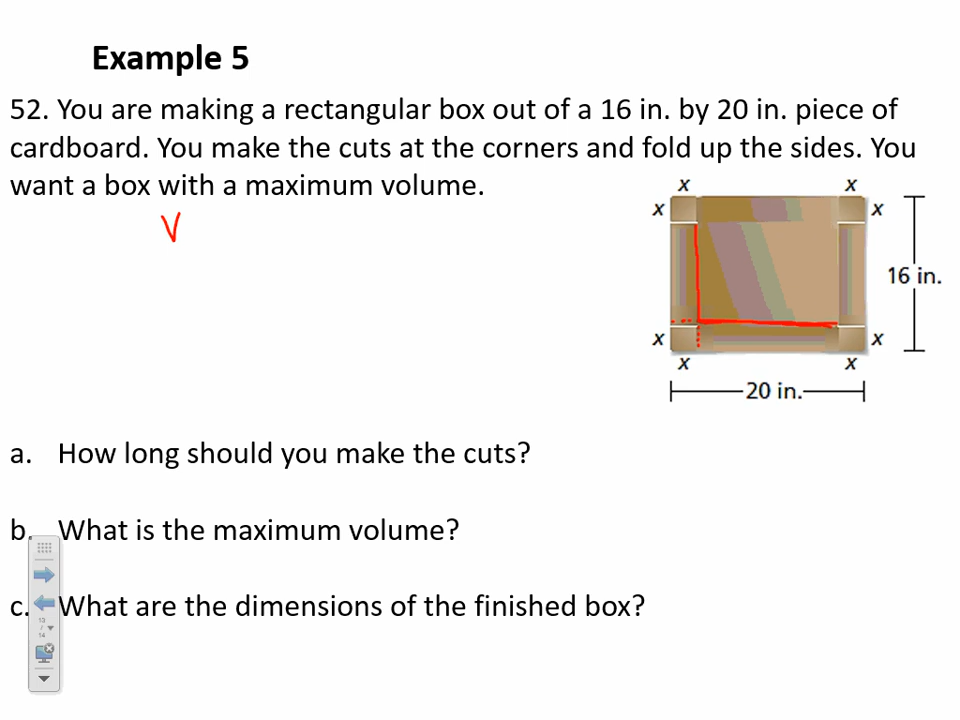 Example 5
52. You are making a rectangular box out of a 16 in. by 20 in. piece of
cardboard. You make the cuts at the corners and fold up the sides. You
want a box with a maximum volume.
V
x x
x x
16 in.
x x
x x
20 in.
a. How long should you make the cuts?
b. What is the maximum volume?
c. What are the dimensions of the finished box?
13
/
14